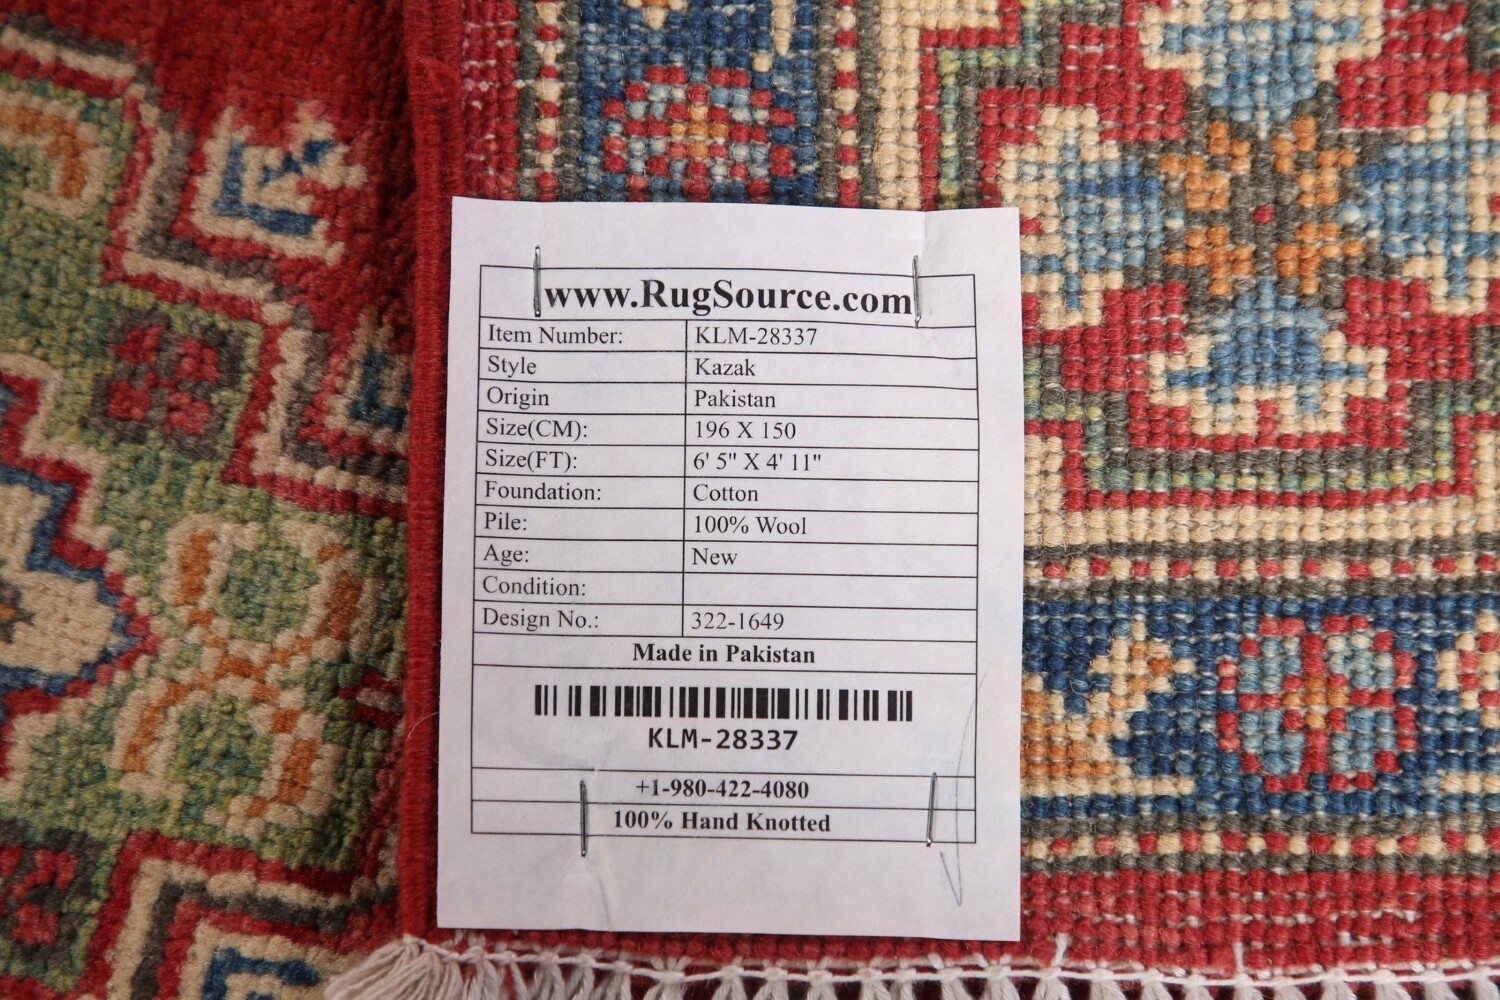 www.RugSource.com
Item Number: KLM-28337
Style Kazak
Origin Pakistan
Size(CM): 196 X 150
Size(FT): 6' 5" X 4' 11"
Foundation: Cotton
Pile: 100% Wool
Age: New
Condition:
Design No.: 322-1649
Made in Pakistan
KLM-28337
+1-980-422-4080
100% Hand Knotted